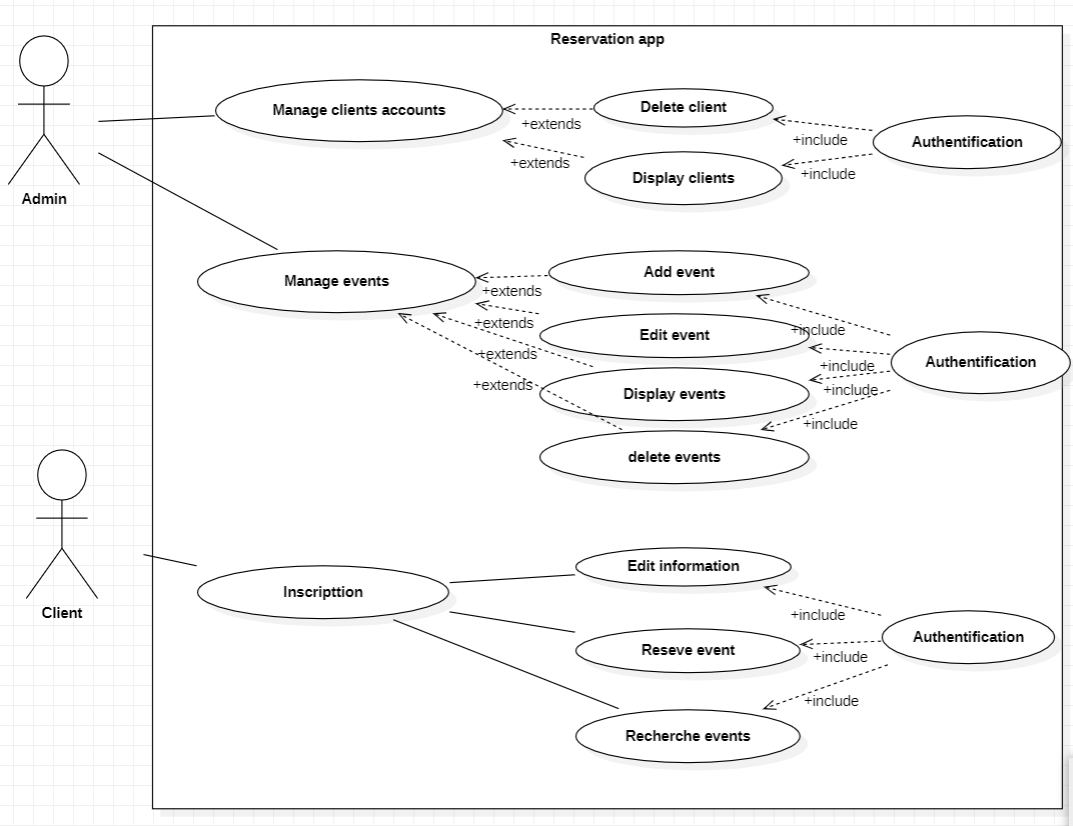 Reservation app
Admin
Manage clients accounts
Delete client
+extends
+include
Authentification
+extends
Display clients
+include
Manage events
Add event
+extends
+include
Edit event
+extends
Authentification
+include
+extends
Display events
+include
+extends
+include
delete events
Client
Inscripttion
Edit information
+include
Reseve event
Authentification
+include
+include
Recherche events